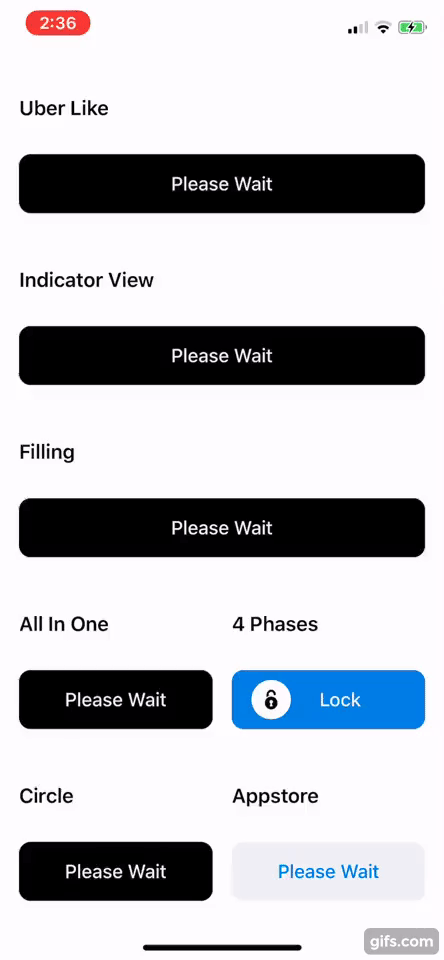 2:36
Uber Like
Please Wait
Indicator View
Please Wait
Filling
Please Wait
All In One
4 Phases
Please Wait
Lock
Circle
Appstore
Please Wait
Please Wait
gifs.com